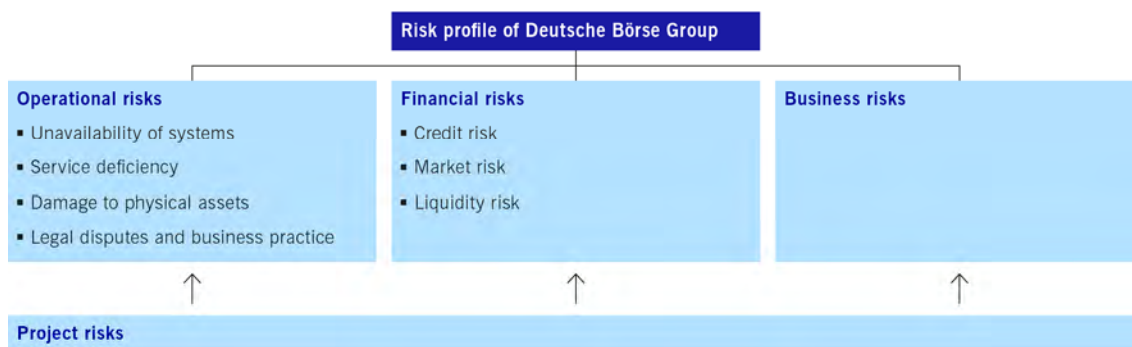 Risk profile of Deutsche Börse Group
Operational risks
▪ Unavailability of systems
▪ Service deficiency
▪ Damage to physical assets
▪ Legal disputes and business practice
Financial risks
▪ Credit risk
▪ Market risk
▪ Liquidity risk
Business risks
Project risks